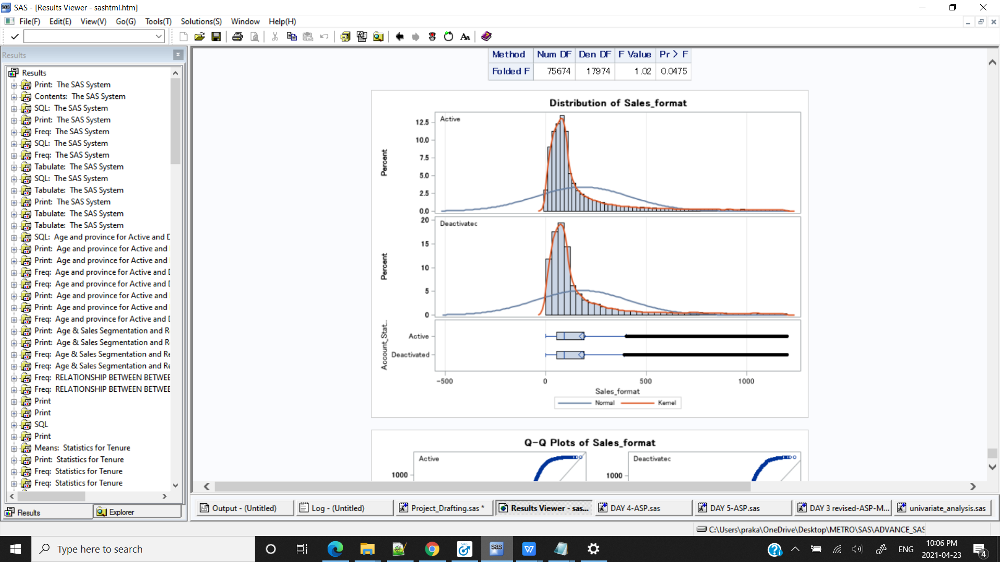 SAS - [Results Viewer - sashtml.htm]
File(F) Edit(E) View(V) Go(G) Tools(T) Solutions(S) Window Help(H)
Results
Results
Print: The SAS System
Contents: The SAS System
SQL: The SAS System
Print: The SAS System
Freq: The SAS System
SQL: The SAS System
Freq: The SAS System
Tabulate: The SAS System
SQL: The SAS System
Tabulate: The SAS System
Print: The SAS System
Tabulate: The SAS System
Tabulate: The SAS System
SQL: Age and province for Active and D
Print: Age and province for Active and
Print: Age and province for Active and
Freq: Age and province for Active and D
Freq: Age and province for Active and D
Print: Age and province for Active and
Print: Age and province for Active and
Freq: Age and province for Active and D
Print: Age & Sales Segmentation and R
Print: Age & Sales Segmentation and R
Freq: Age & Sales Segmentation and Re
Freq: Age & Sales Segmentation and Re
Freq: RELATIONSHIP BETWEEN BETWEE
Freq: RELATIONSHIP BETWEEN BETWEE
Print
Print
SQL
Print
Means: Statistics for Tenure
Print: Statistics for Tenure
Freq: Statistics for Tenure
Freq: Statistics for Tenure
Results Explorer
Method Num DF Den DF F Value Pr > F
Folded F 75674 17974 1.02 0.0475
Distribution of Sales_format
Active
Percent
12.5
10.0
7.5
5.0
2.5
0.0
Deactivatec
Percent
20
15
10
5
0
Account_Stat...
Active
Deactivated
-500 0 500 1000
Sales_format
Normal Kernel
Q-Q Plots of Sales_format
Active Deactivatec
1000 1000
Output - (Untitled) Log - (Untitled) Project_Drafting.sas * Results Viewer - sas... DAY 4-ASP.sas DAY 5-ASP.sas DAY 3 revised-ASP-M... univariate_analysis.sas
C:\Users\praka\OneDrive\Desktop\METRO\SAS\ADVANCE_SAS
Type here to search
ENG
10:06 PM
2021-04-23
4